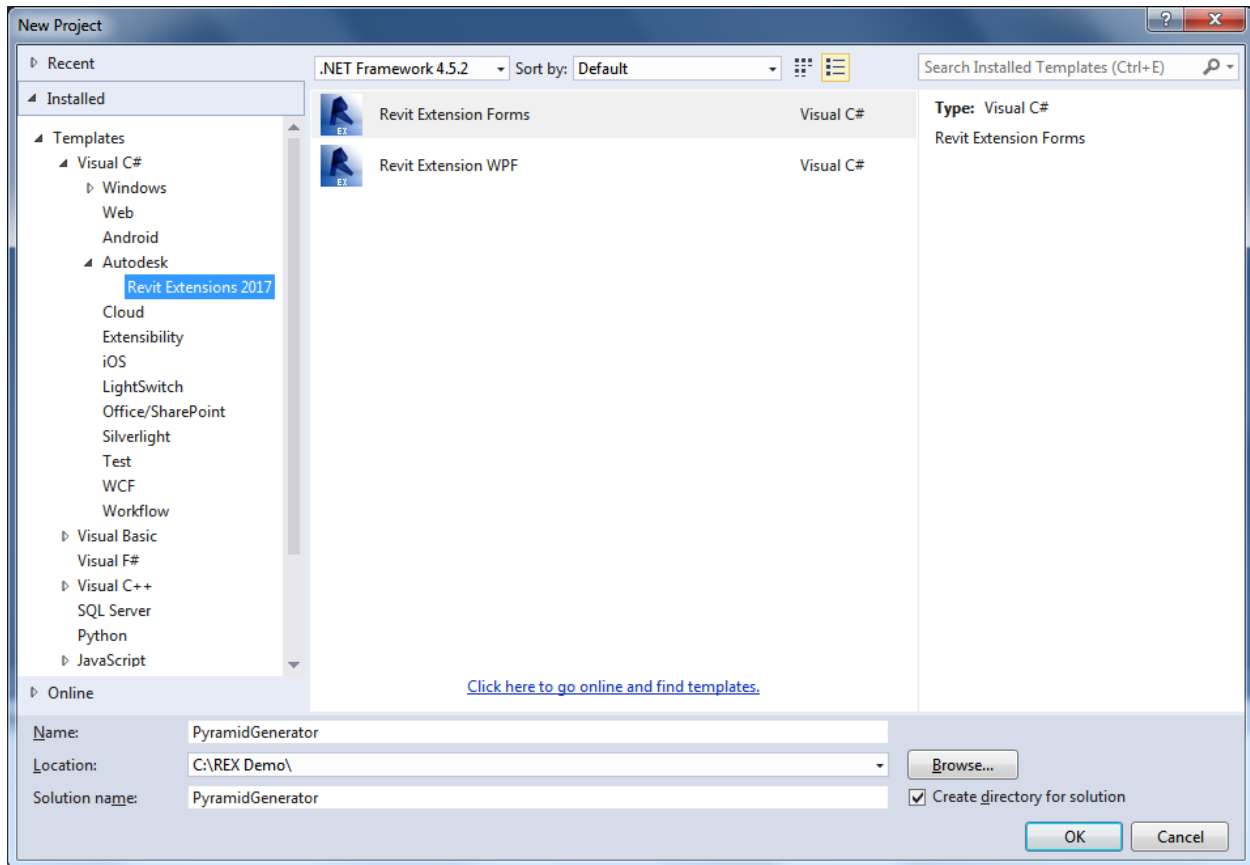 New Project
?
Recent
.NET Framework 4.5.2
Sort by: Default
Search Installed Templates (Ctrl+E)
Installed
Templates
Visual C#
Windows
Web
Android
Autodesk
Revit Extensions 2017
Cloud
Extensibility
iOS
LightSwitch
Office/SharePoint
Silverlight
Test
WCF
Workflow
Visual Basic
Visual F#
Visual C++
SQL Server
Python
JavaScript
Online
R
EX
Revit Extension Forms Visual C#
R
EX
Revit Extension WPF Visual C#
Click here to go online and find templates.
Type: Visual C#
Revit Extension Forms
Name: PyramidGenerator
Location: C:\REX Demo\
Browse...
Solution name: PyramidGenerator
Create directory for solution
OK Cancel